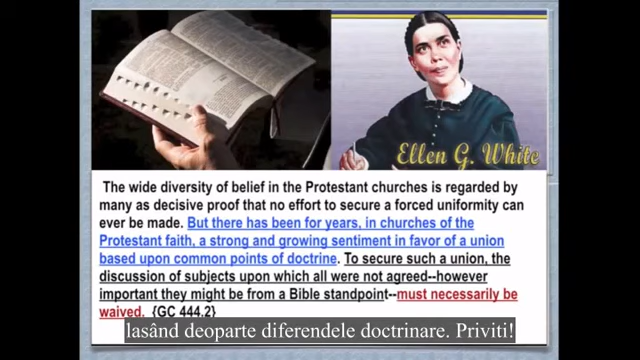 Ellen G. White
The wide diversity of belief in the Protestant churches is regarded by
many as decisive proof that no effort to secure a forced uniformity can
ever be made. But there has been for years, in churches of the
Protestant faith, a strong and growing sentiment in favor of a union
based upon common points of doctrine. To secure such a union, the
discussion of subjects upon which all were not agreed--however
important they might be from a Bible standpoint--must necessarily be
waived. {GC 444.2}
lasând deoparte diferendele doctrinare. Priviti!